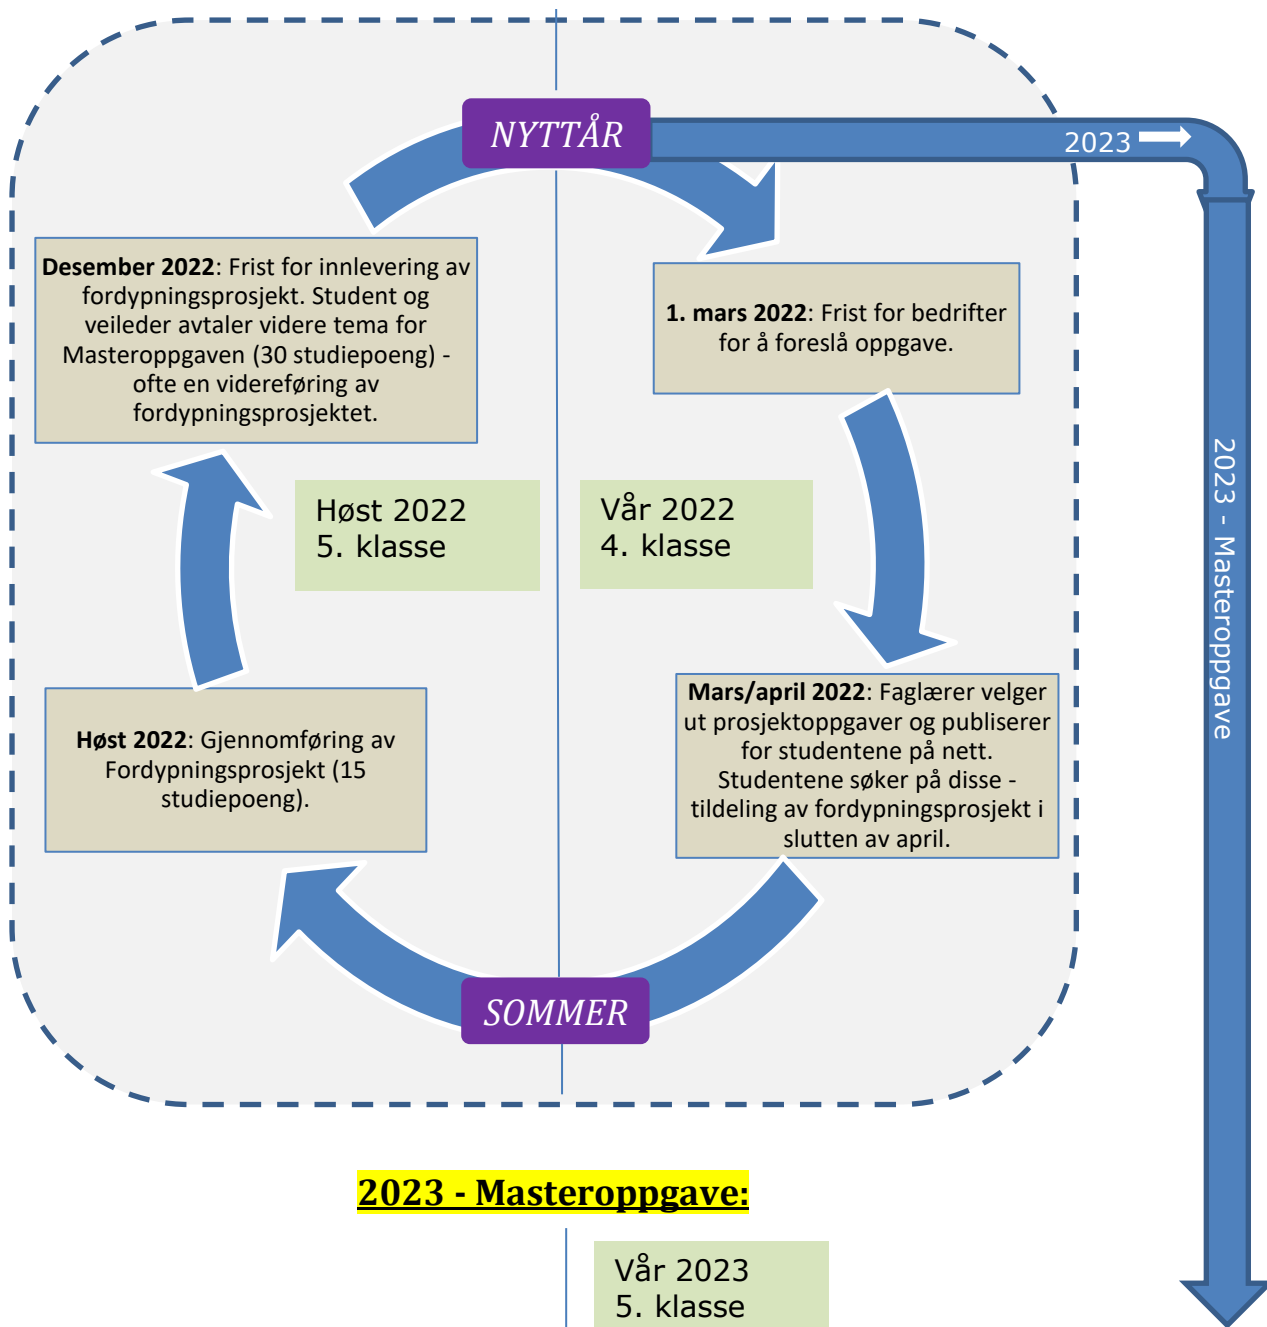 NYTTÅR
2023
Desember 2022: Frist for innlevering av
fordypningsprosjekt. Student og
veileder avtaler videre tema for
Masteroppgaven (30 studiepoeng) -
ofte en videreføring av
fordypningsprosjektet.
1. mars 2022: Frist for bedrifter
for å foreslå oppgave.
Høst 2022
5. klasse
Vår 2022
4. klasse
2023 - Masteroppgave
Høst 2022: Gjennomføring av
Fordypningsprosjekt (15
studiepoeng).
Mars/april 2022: Faglærer velger
ut prosjektoppgaver og publiserer
for studentene på nett.
Studentene søker på disse -
tildeling av fordypningsprosjekt i
slutten av april.
SOMMER
2023 - Masteroppgave:
Vår 2023
5. klasse